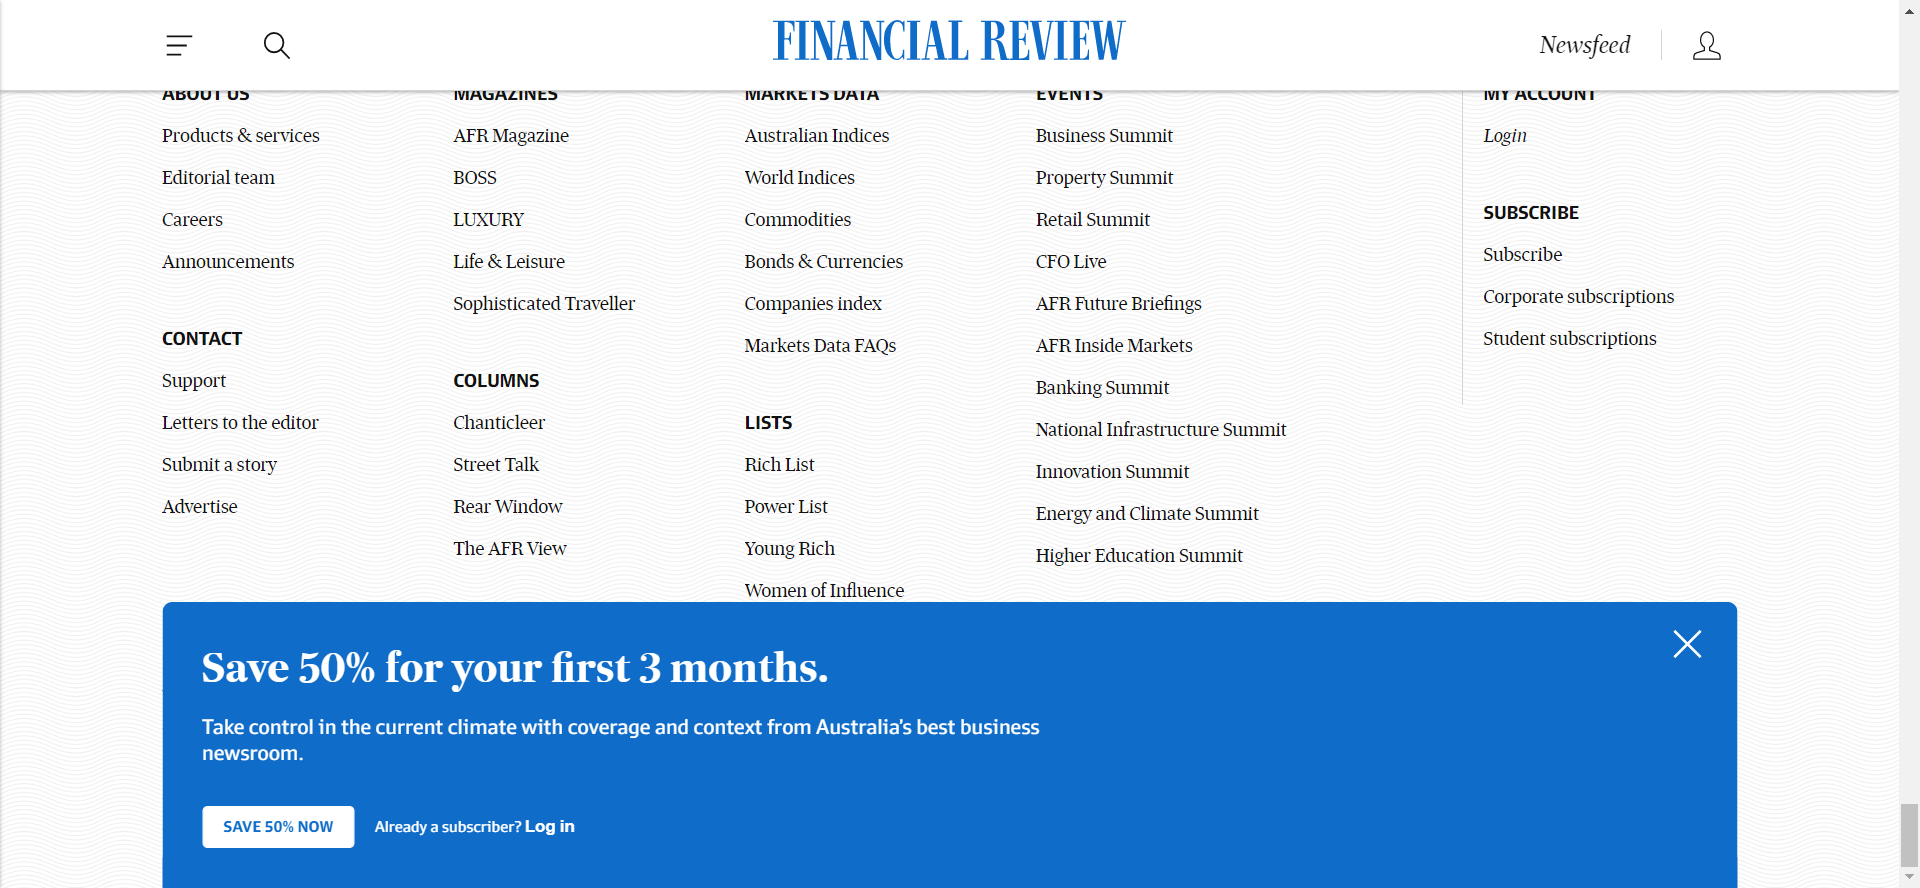 FINANCIAL REVIEW
Newsfeed
ABOUT US
Products & services
Editorial team
Careers
Announcements
CONTACT
Support
Letters to the editor
Submit a story
Advertise
MAGAZINES
AFR Magazine
BOSS
LUXURY
Life & Leisure
Sophisticated Traveller
COLUMNS
Chanticleer
Street Talk
Rear Window
The AFR View
MARKETS DATA
Australian Indices
World Indices
Commodities
Bonds & Currencies
Companies index
Markets Data FAQs
LISTS
Rich List
Power List
Young Rich
Women of Influence
EVENTS
Business Summit
Property Summit
Retail Summit
CFO Live
AFR Future Briefings
AFR Inside Markets
Banking Summit
National Infrastructure Summit
Innovation Summit
Energy and Climate Summit
Higher Education Summit
MY ACCOUNT
Login
SUBSCRIBE
Subscribe
Corporate subscriptions
Student subscriptions
Save 50% for your first 3 months.
Take control in the current climate with coverage and context from Australia's best business
newsroom.
SAVE 50% NOW
Already a subscriber? Log in